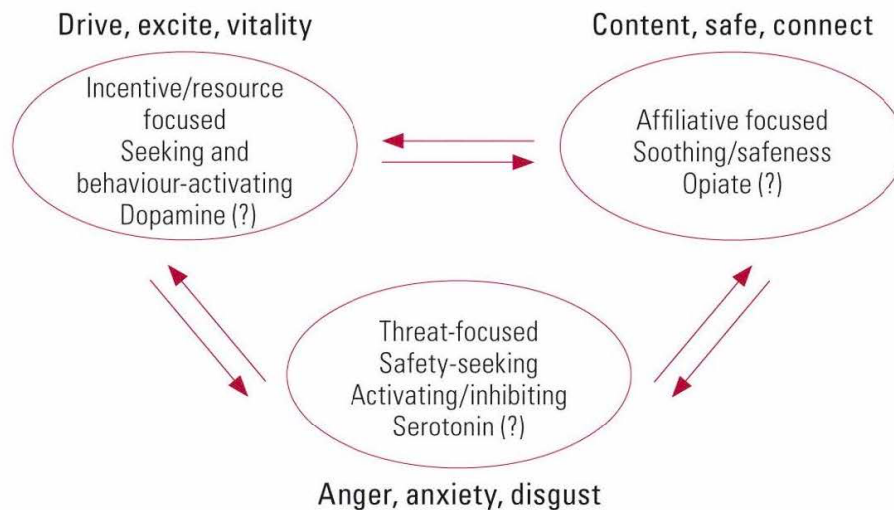 Drive, excite, vitality
Incentive/resource
focused
Seeking and
behaviour-activating
Dopamine (?)
Content, safe, connect
Affiliative focused
Soothing/safeness
Opiate (?)
Threat-focused
Safety-seeking
Activating/inhibiting
Serotonin (?)
Anger, anxiety, disgust